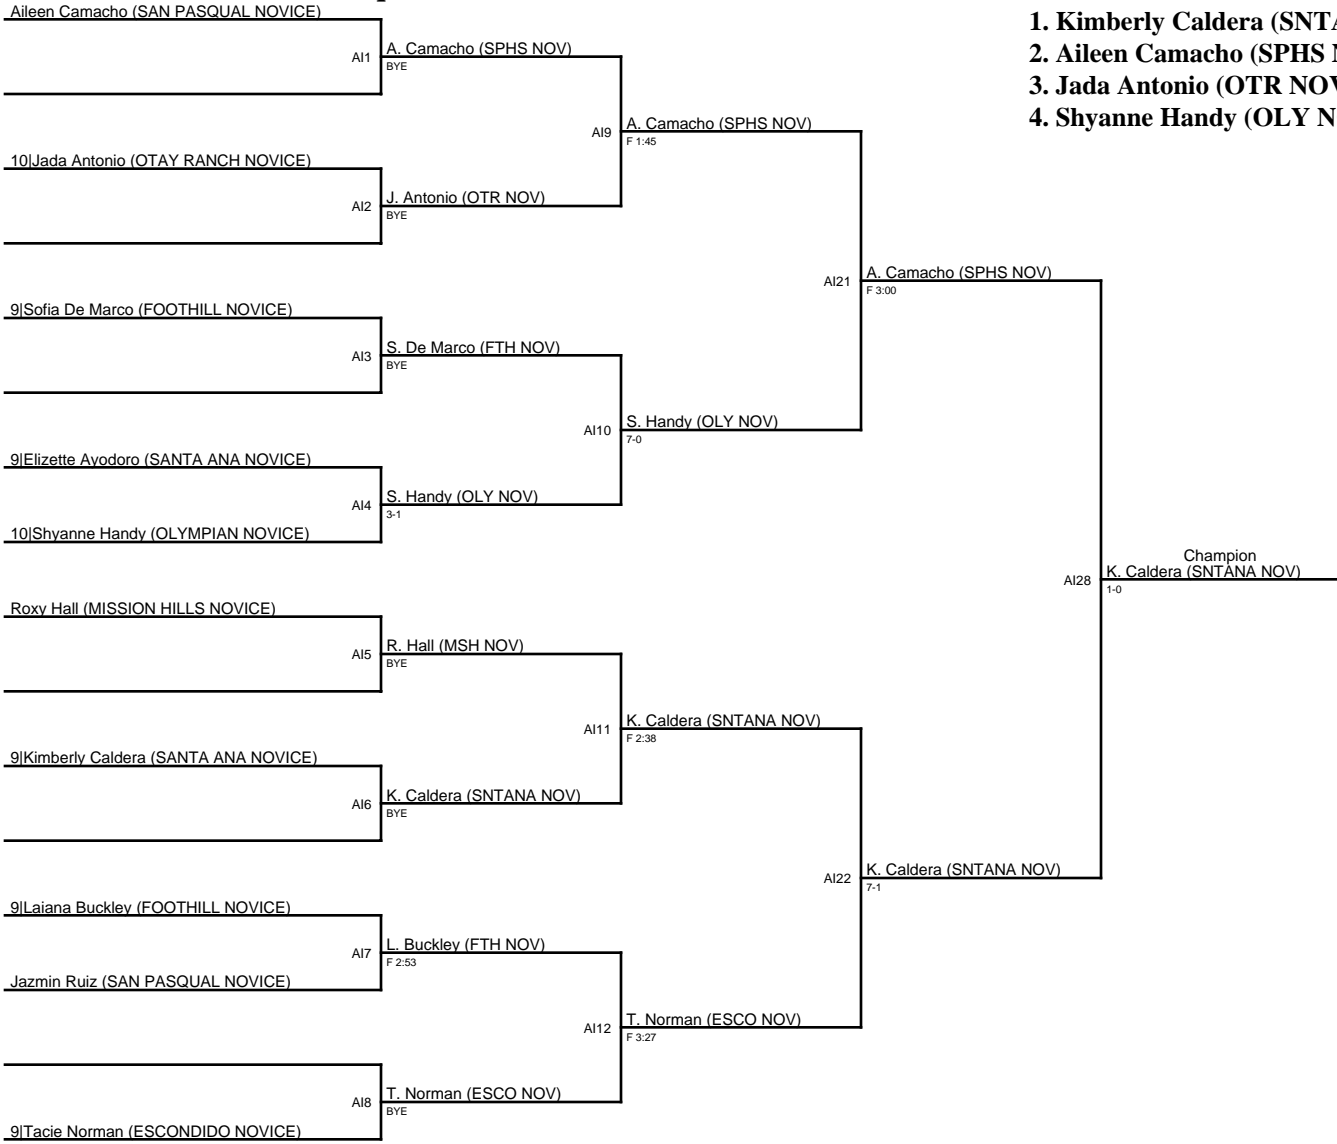 Aileen Camacho (SAN PASQUAL NOVICE)
1. Kimberly Caldera (SNTA
AI1
A. Camacho (SPHS NOV)
BYE
2. Aileen Camacho (SPHS N
3. Jada Antonio (OTR NOV
4. Shyanne Handy (OLY N
AI9
A. Camacho (SPHS NOV)
F 1:45
10|Jada Antonio (OTAY RANCH NOVICE)
AI2
J. Antonio (OTR NOV)
BYE
AI21
A. Camacho (SPHS NOV)
F 3:00
9|Sofia De Marco (FOOTHILL NOVICE)
AI3
S. De Marco (FTH NOV)
BYE
AI10
S. Handy (OLY NOV)
7-0
9|Elizette Ayodoro (SANTA ANA NOVICE)
AI4
S. Handy (OLY NOV)
3-1
10|Shyanne Handy (OLYMPIAN NOVICE)
Champion
AI28
K. Caldera (SNTANA NOV)
1-0
Roxy Hall (MISSION HILLS NOVICE)
AI5
R. Hall (MSH NOV)
BYE
AI11
K. Caldera (SNTANA NOV)
F 2:38
9|Kimberly Caldera (SANTA ANA NOVICE)
AI6
K. Caldera (SNTANA NOV)
BYE
AI22
K. Caldera (SNTANA NOV)
7-1
9|Laiana Buckley (FOOTHILL NOVICE)
AI7
L. Buckley (FTH NOV)
F 2:53
Jazmin Ruiz (SAN PASQUAL NOVICE)
AI12
T. Norman (ESCO NOV)
F 3:27
AI8
T. Norman (ESCO NOV)
BYE
9|Tacie Norman (ESCONDIDO NOVICE)